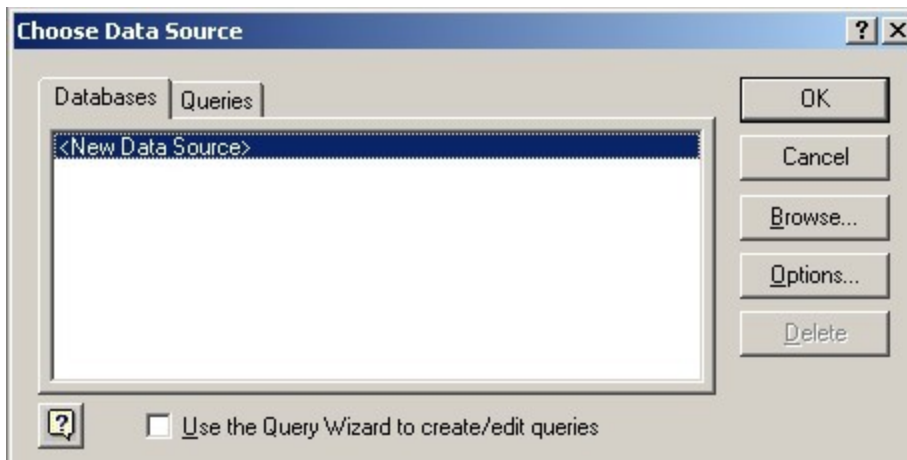 Choose Data Source
Databases
Queries
<New Data Source>
OK
Cancel
Browse...
Options...
Delete
Use the Query Wizard to create/edit queries